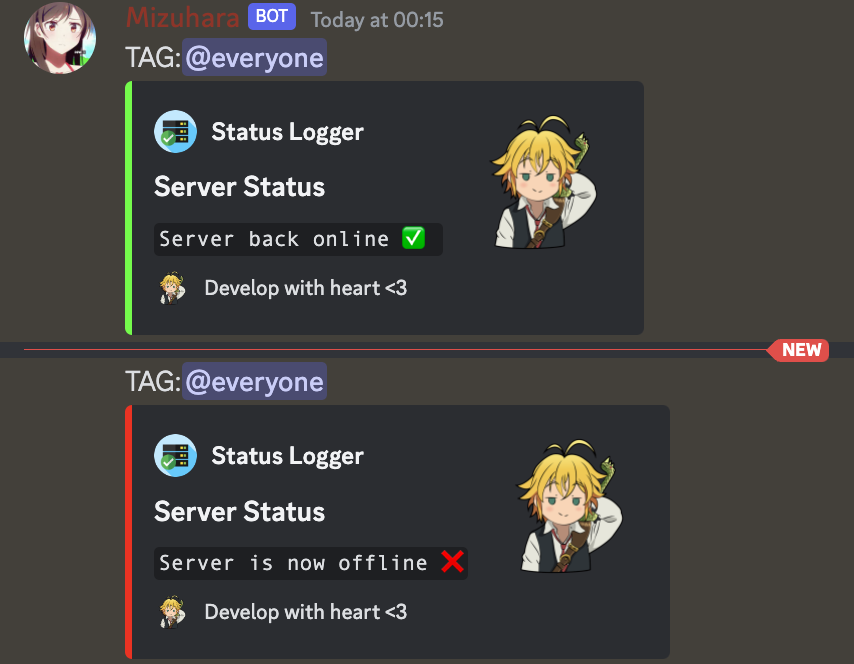 Mizuhara BOT Today at 00:15
TAG: @everyone
Status Logger
Server Status
Server back online ✅
Develop with heart <3
NEW
TAG: @everyone
Status Logger
Server Status
Server is now offline ❌
Develop with heart <3